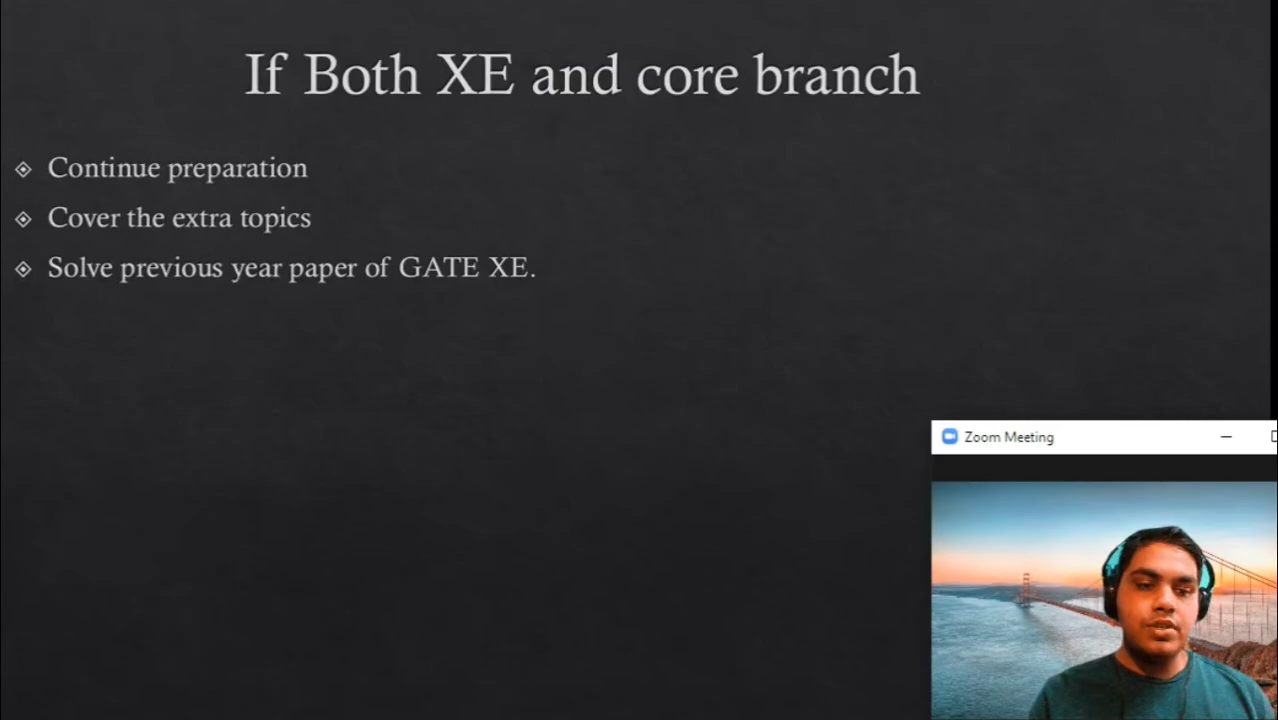 If Both XE and core branch
Continue preparation
Cover the extra topics
Solve previous year paper of GATE XE.
Zoom Meeting